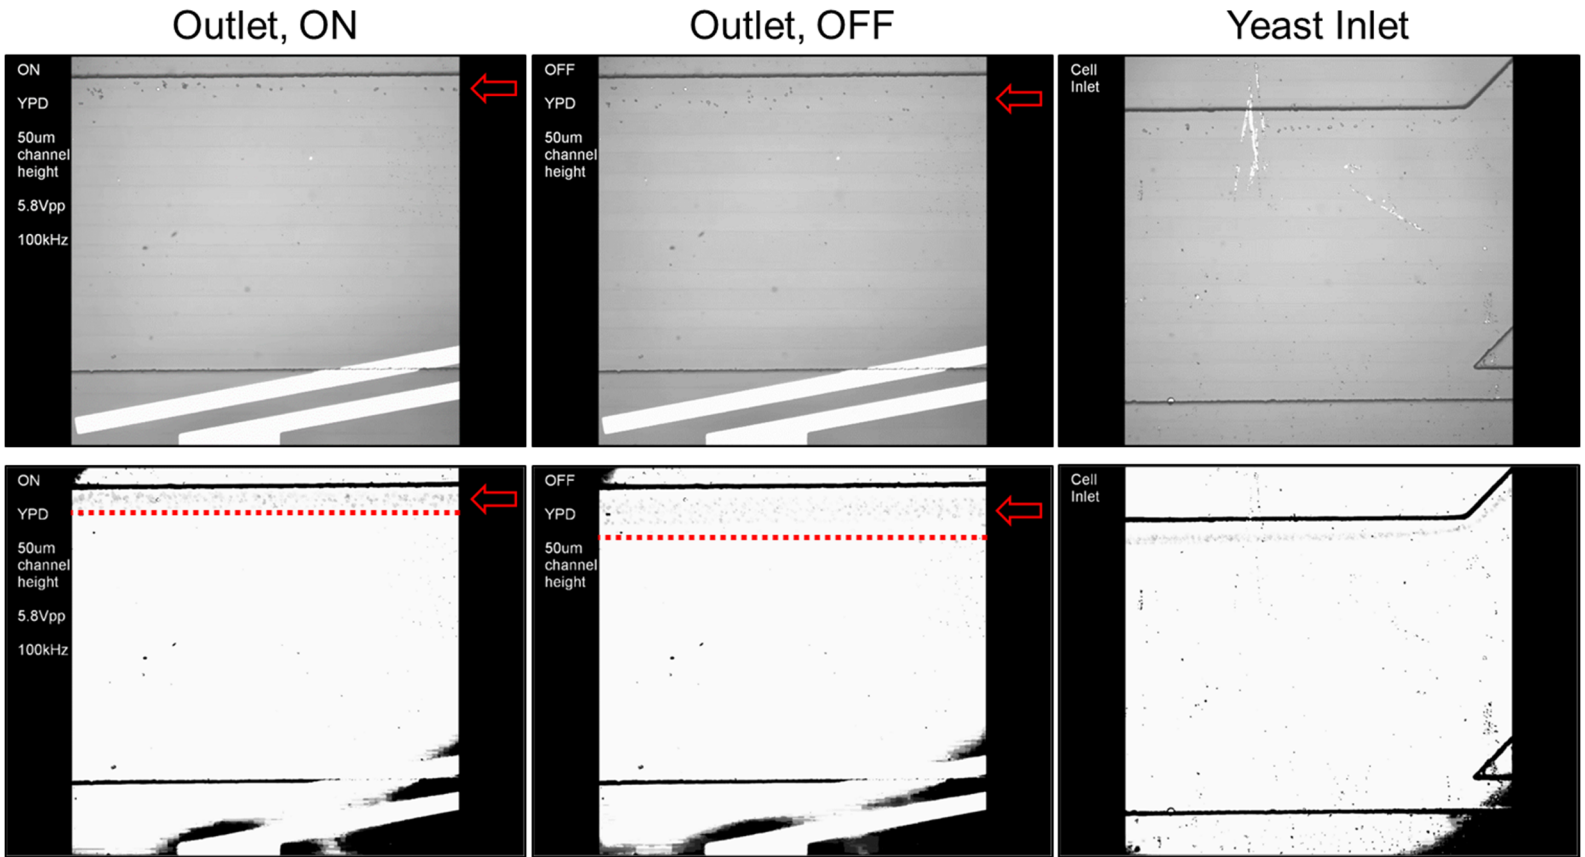 Outlet, ON
Outlet, OFF
Yeast Inlet
ON
YPD
50um
channel
height
5.8Vpp
100kHz
OFF
YPD
50um
channel
height
Cell
Inlet
ON
YPD
50um
channel
height
5.8Vpp
100kHz
OFF
YPD
50um
channel
height
Cell
Inlet